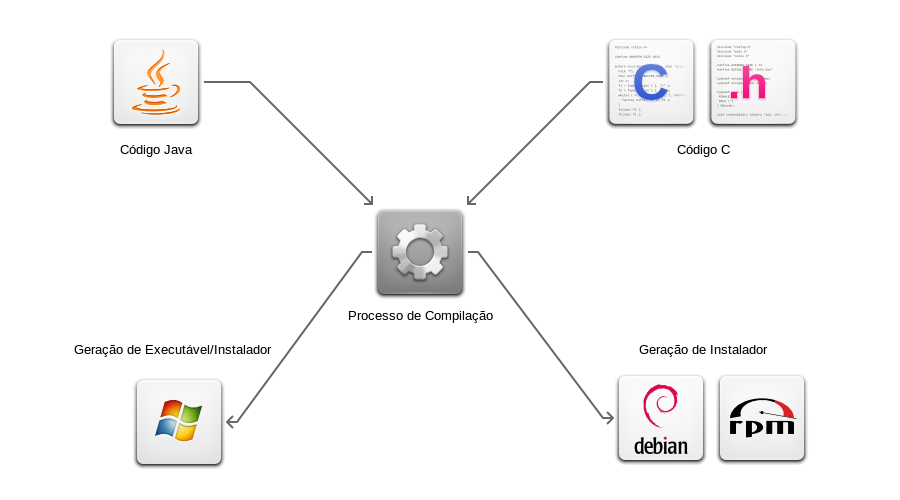 C
.h
Código Java
Código C
Processo de Compilação
Geração de Executável/Instalador
Geração de Instalador
debian
rpm